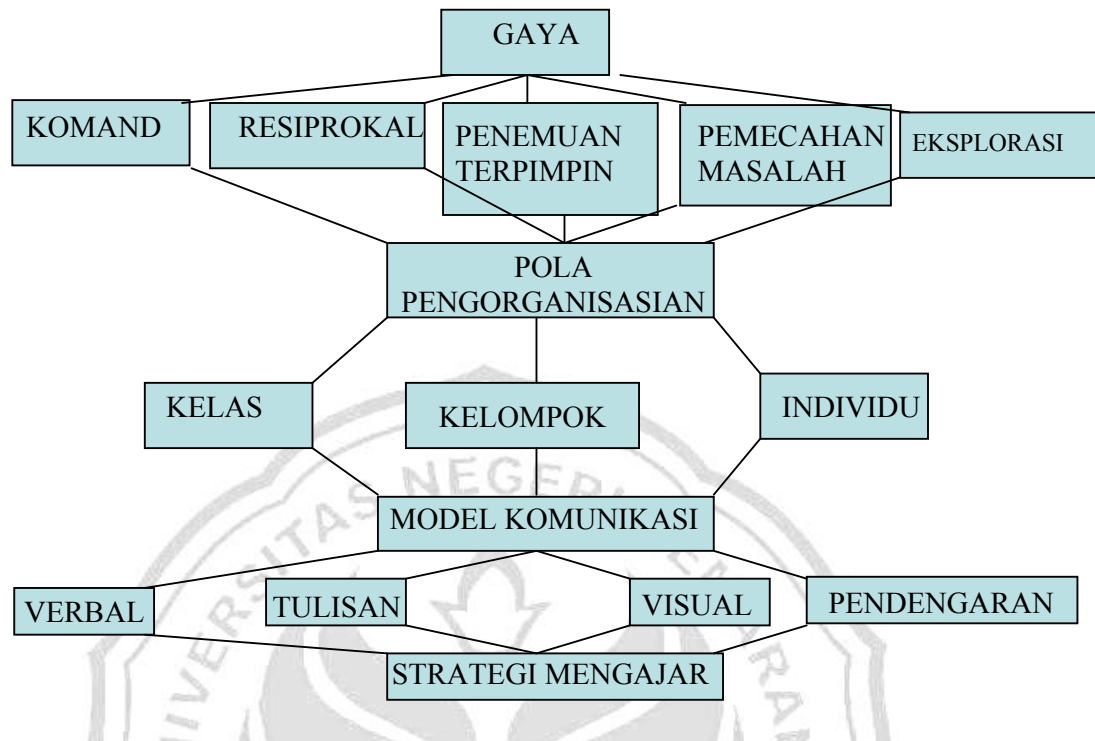 GAYA
KOMAND
RESIPROKAL
PENEMUAN
TERPIMPIN
PEMECAHAN
MASALAH
EKSPLORASI
POLA
PENGORGANISASIAN
KELAS
KELOMPOK
INDIVIDU
MODEL KOMUNIKASI
VERBAL
TULISAN
VISUAL
PENDENGARAN
STRATEGI MENGAJAR